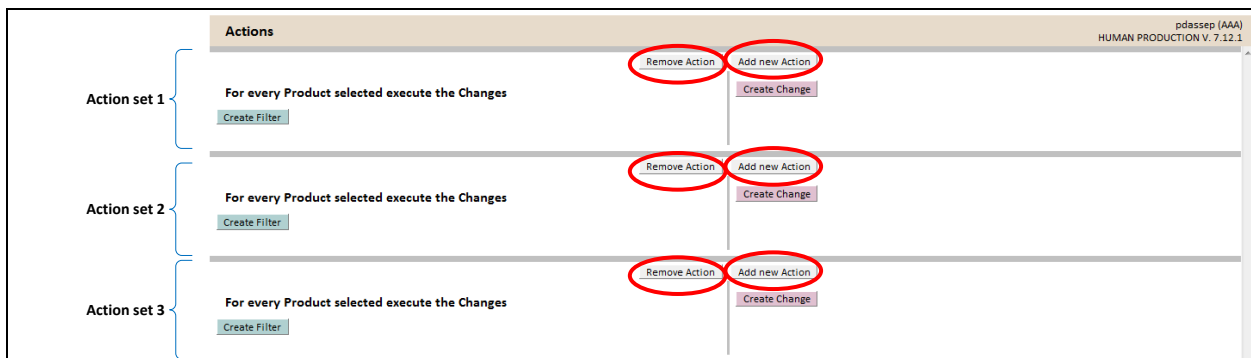 Actions
pdassep (AAA)
HUMAN PRODUCTION V. 7.12.1
Remove Action
Add new Action
Action set 1
For every Product selected execute the Changes
Create Change
Create Filter
Remove Action
Add new Action
Action set 2
For every Product selected execute the Changes
Create Change
Create Filter
Remove Action
Add new Action
Action set 3
For every Product selected execute the Changes
Create Change
Create Filter